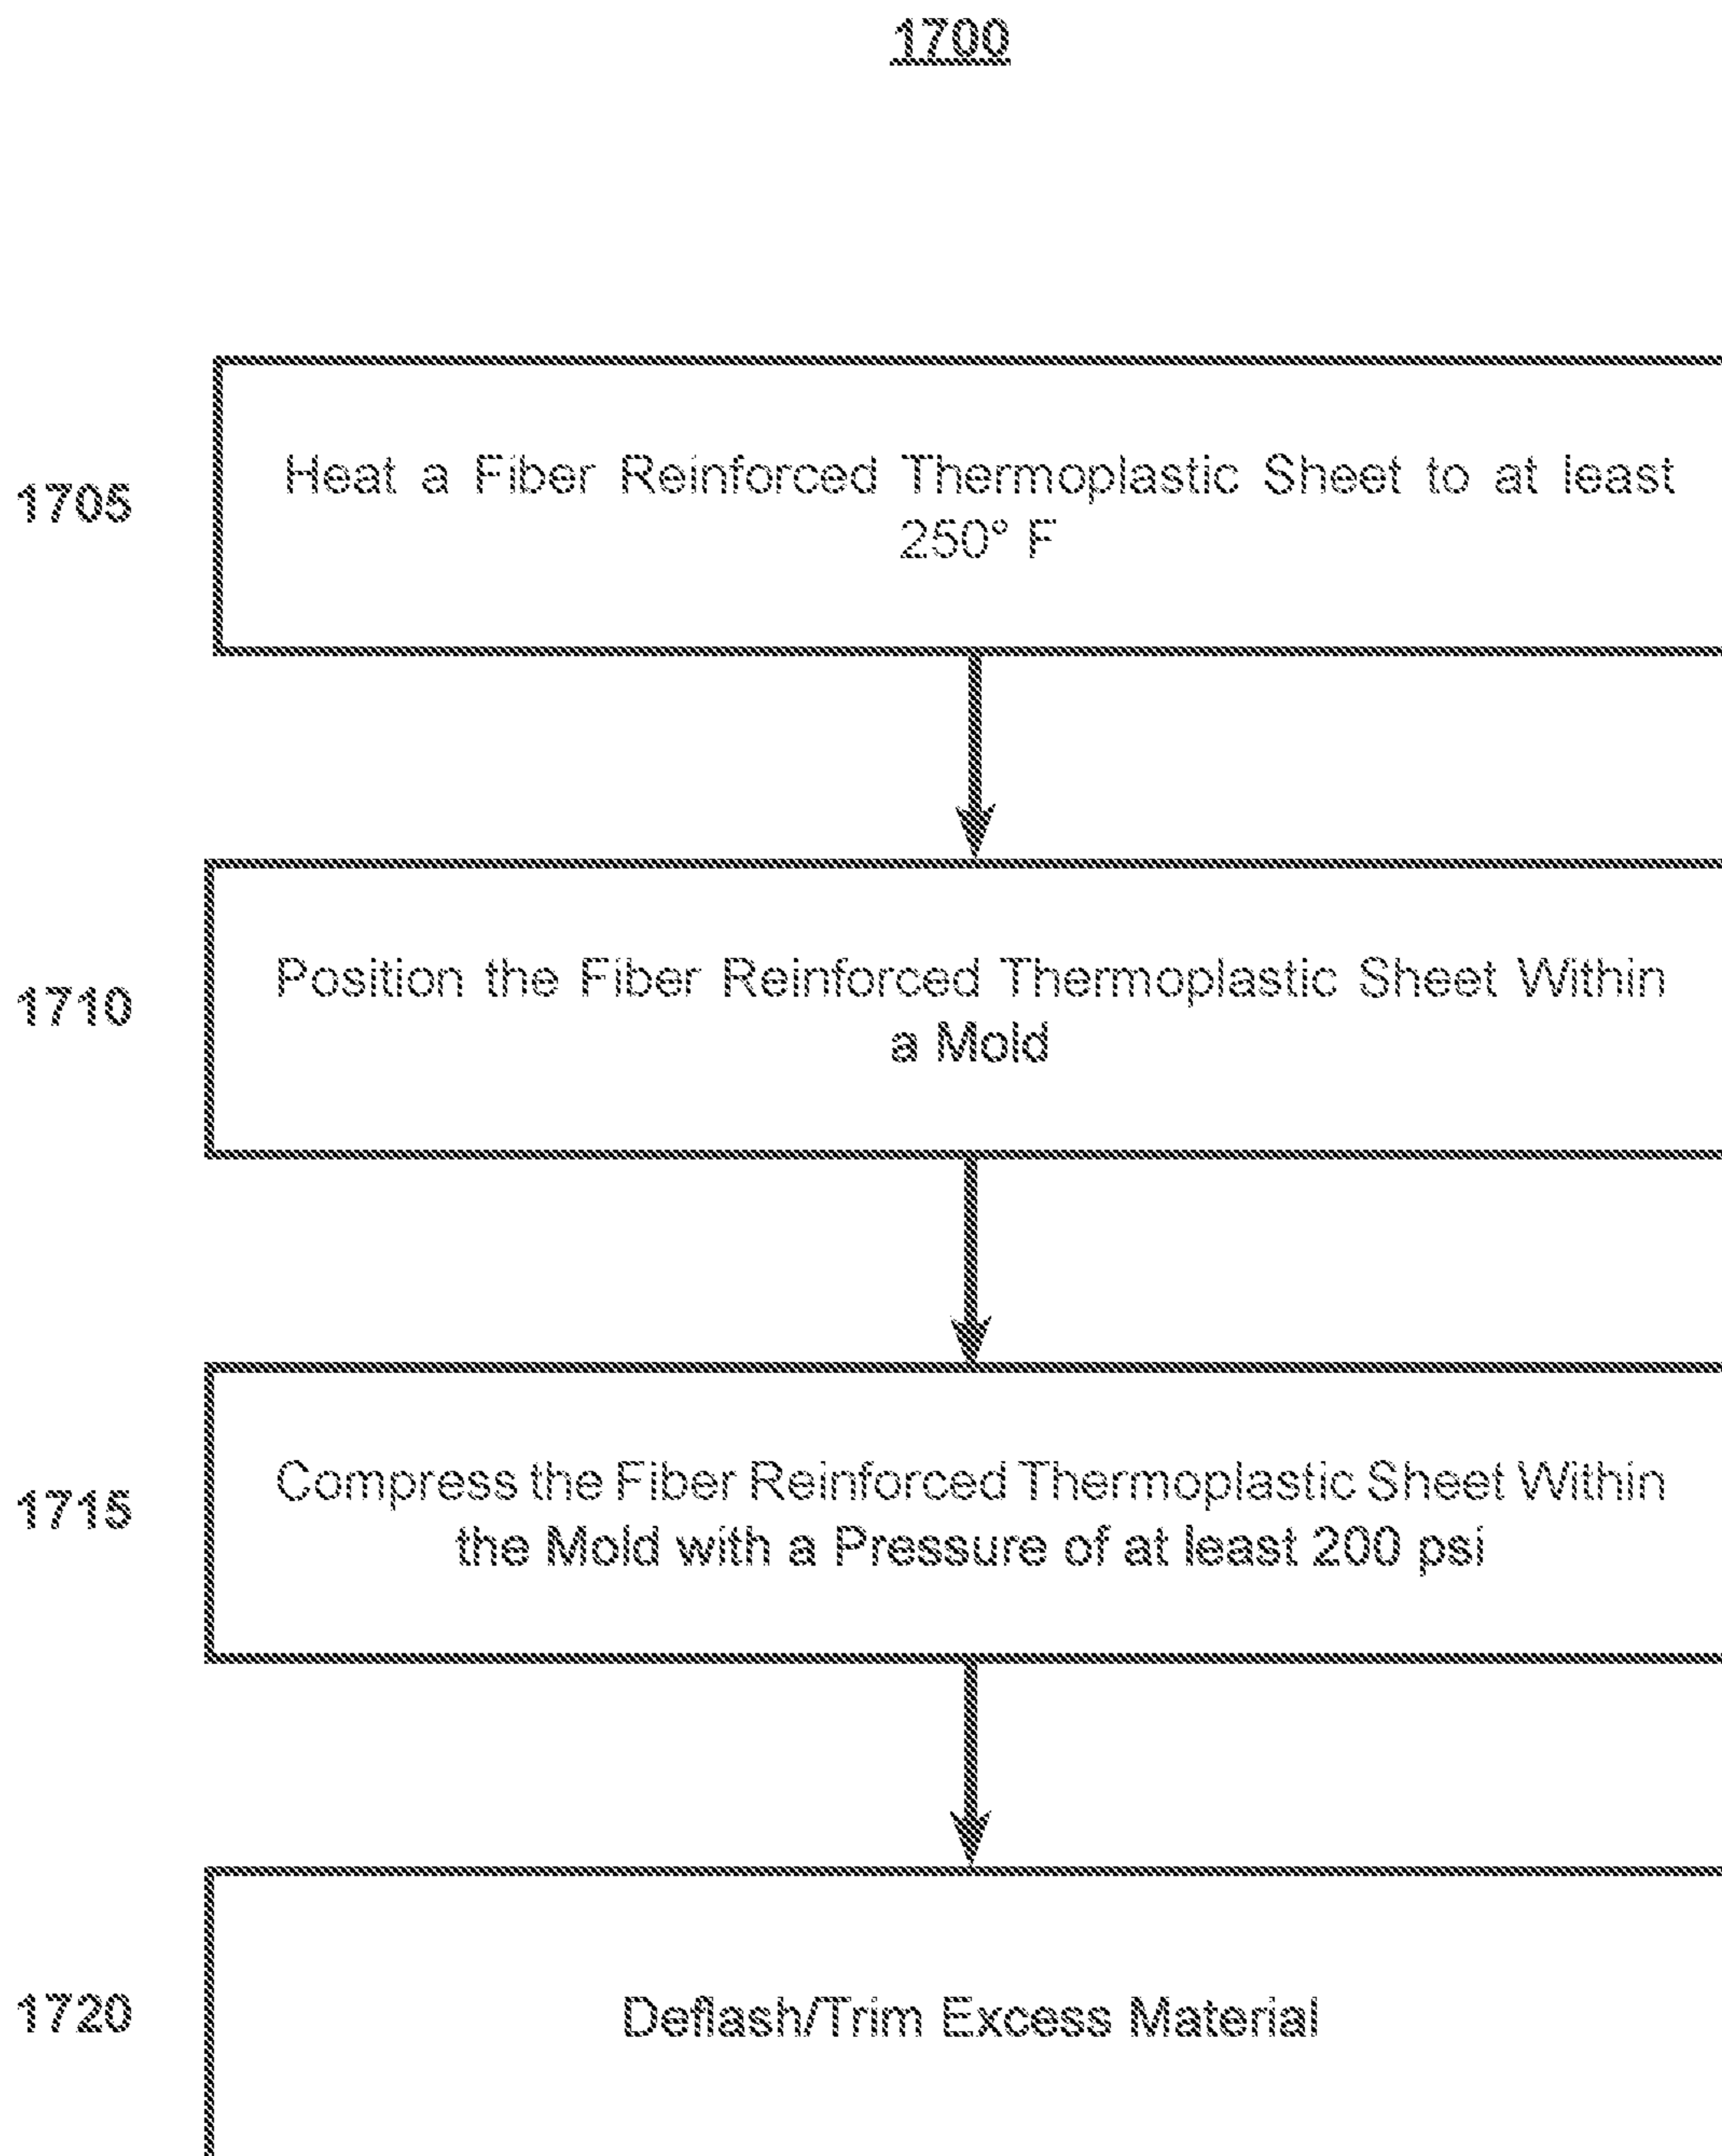 1700
1705
Heat a Fiber Reinforced Thermoplastic Sheet to at least
250° F
1710
Position the Fiber Reinforced Thermoplastic Sheet Within
a Mold
1715
Compress the Fiber Reinforced Thermoplastic Sheet Within
the Mold with a Pressure of at least 200 psi
1720
Deflash/Trim Excess Material